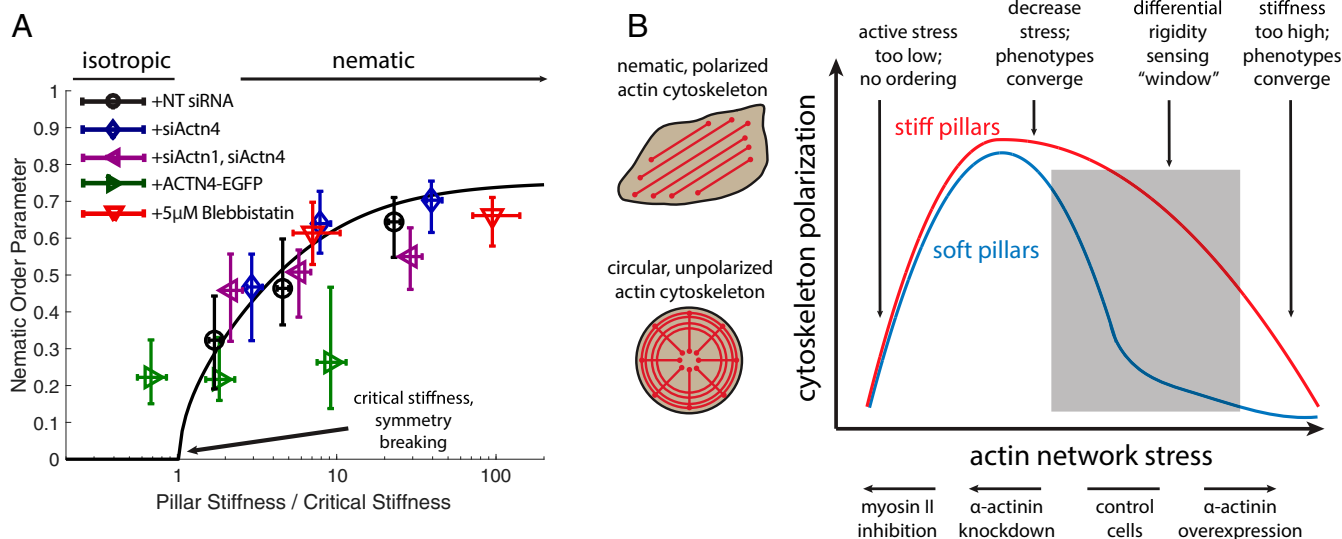 A
isotropic
nematic
1
0.9
0.8
0.7
0.6
0.5
0.4
0.3
0.2
0.1
0
Nematic Order Parameter
+NT siRNA
+siActn4
+siActn1, siActn4
+ACTN4-EGFP
+5μM Blebbistatin
critical stiffness,
symmetry
breaking
1
10
100
Pillar Stiffness / Critical Stiffness
B
nematic, polarized
actin cytoskeleton
circular, unpolarized
actin cytoskeleton
active stress
too low;
no ordering
decrease
stress;
phenotypes
converge
differential
rigidity
sensing
"window"
stiffness
too high;
phenotypes
converge
stiff pillars
soft pillars
cytoskeleton polarization
actin network stress
myosin II
inhibition
α-actinin
knockdown
control
cells
α-actinin
overexpression